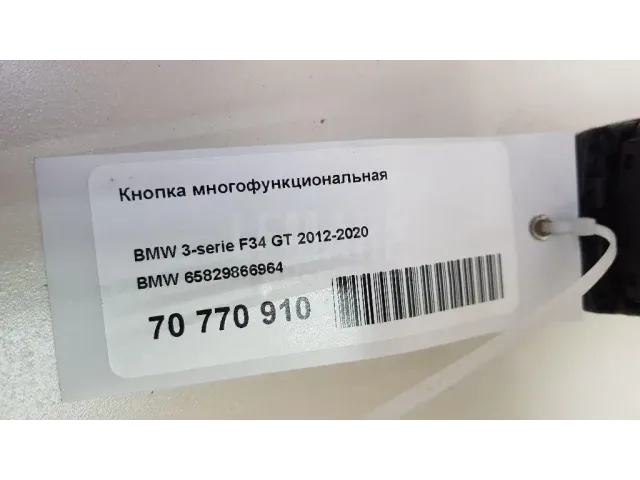 Кнопка многофункциональная
BMW 3-serie F34 GT 2012-2020
BMW 65829866964
70 770 910